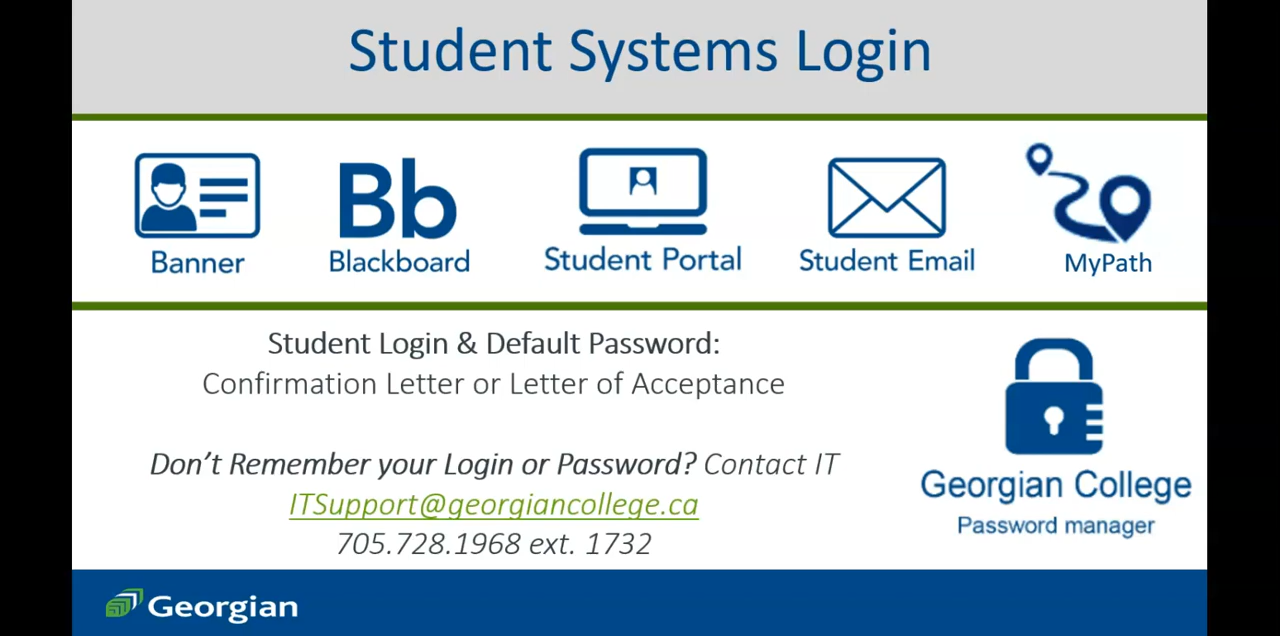 Student Systems Login
Banner
Bb
Blackboard
Student Portal
Student Email
MyPath
Student Login & Default Password:
Confirmation Letter or Letter of Acceptance
Don't Remember your Login or Password? Contact IT
ITSupport@georgiancollege.ca
705.728.1968 ext. 1732
Georgian College
Password manager
Georgian